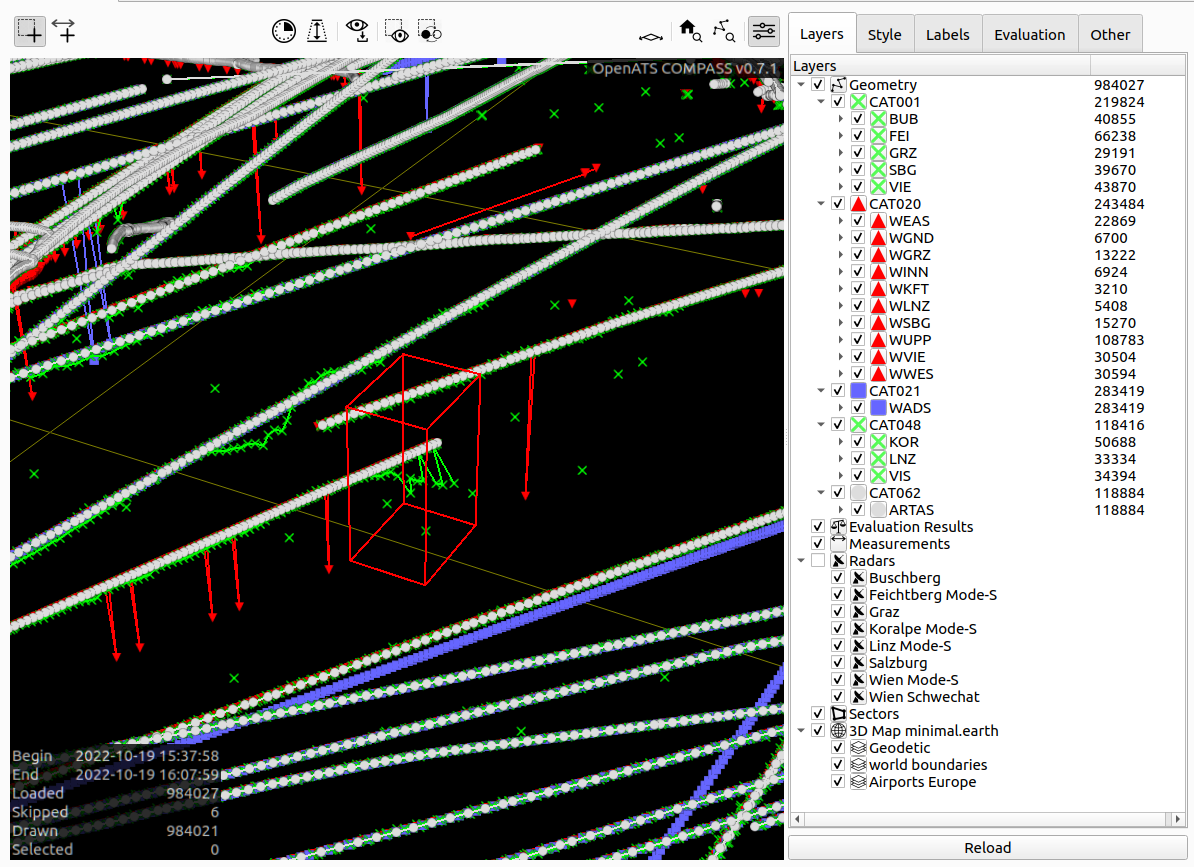 Layers Style Labels Evaluation Other
OpenATS COMPASS v0.7.1
Layers
Geometry 984027
CAT001 219824
BUB 40855
FEI 66238
GRZ 29191
SBG 39670
VIE 43870
CAT020 243484
WEAS 22869
WGND 6700
WGRZ 13222
WINN 6924
WKFT 3210
WLNZ 5408
WSBG 15270
WUPP 108783
WVIE 30504
WWES 30594
CAT021 283419
WADS 283419
CAT048 118416
KOR 50688
LNZ 33334
VIS 34394
CAT062 118884
ARTAS 118884
Evaluation Results
Measurements
Radars
Buschberg
Feichtberg Mode-S
Graz
Koralpe Mode-S
Linz Mode-S
Salzburg
Wien Mode-S
Wien Schwechat
Sectors
3D Map minimal.earth
Geodetic
world boundaries
Airports Europe
Begin 2022-10-19 15:37:58
End 2022-10-19 16:07:59
Loaded 984027
Skipped 6
Drawn 984021
Selected 0
Reload